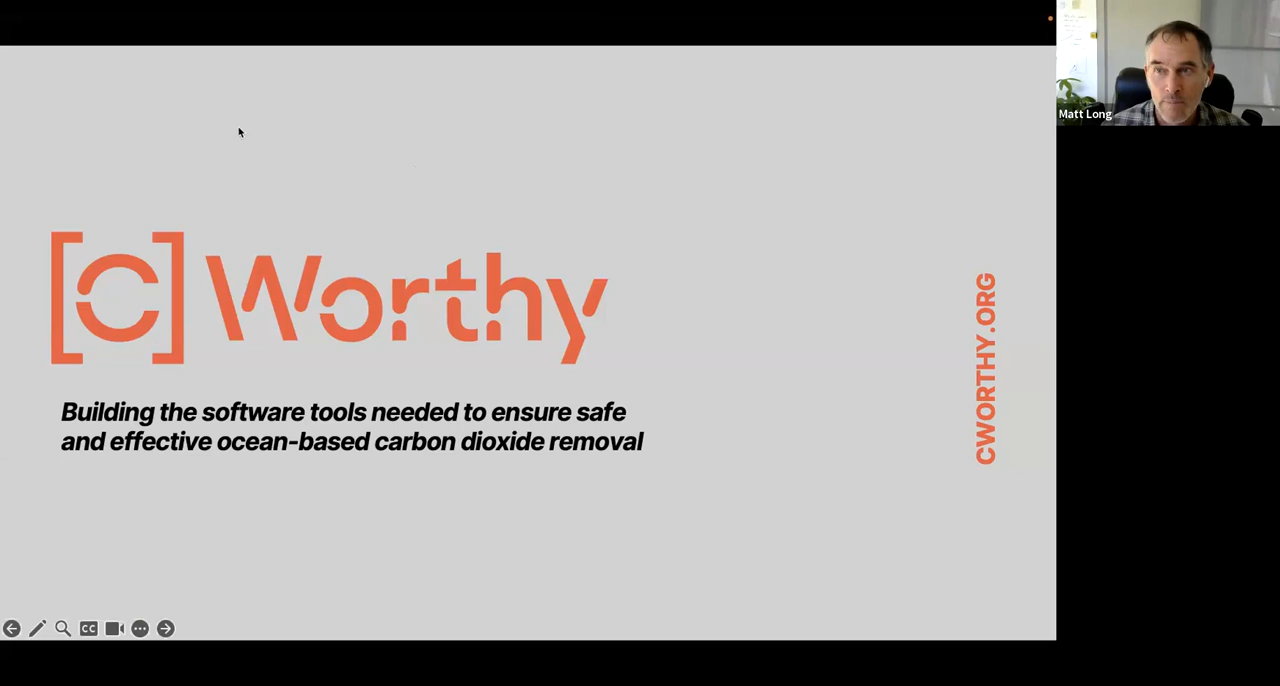 [C] Worthy
Building the software tools needed to ensure safe
and effective ocean-based carbon dioxide removal
CWORTHY.ORG
Matt Long
CC